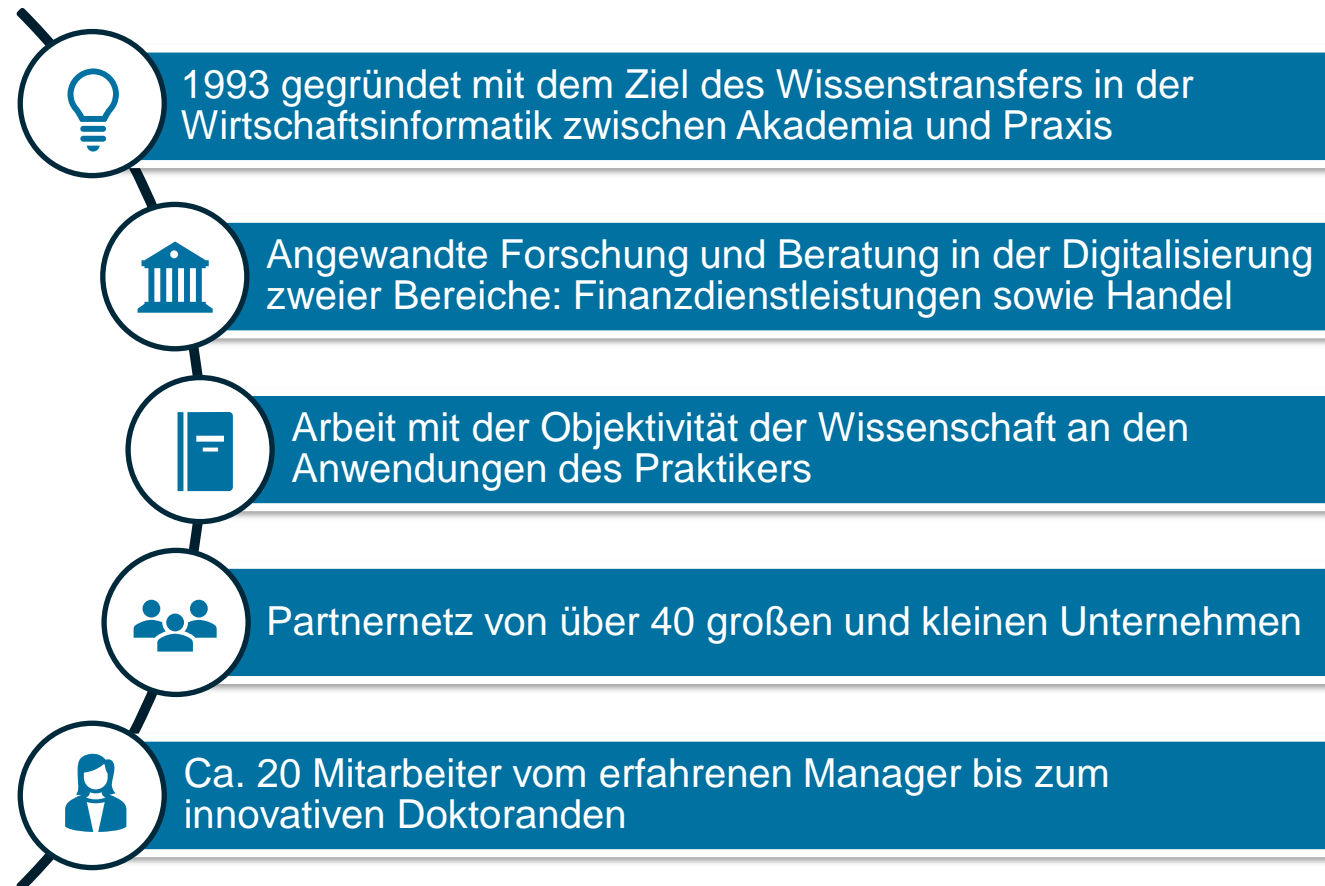 1993 gegründet mit dem Ziel des Wissenstransfers in der
Wirtschaftsinformatik zwischen Akademia und Praxis
Angewandte Forschung und Beratung in der Digitalisierung
zweier Bereiche: Finanzdienstleistungen sowie Handel
Arbeit mit der Objektivität der Wissenschaft an den
Anwendungen des Praktikers
Partnernetz von über 40 großen und kleinen Unternehmen
Ca. 20 Mitarbeiter vom erfahrenen Manager bis zum
innovativen Doktoranden